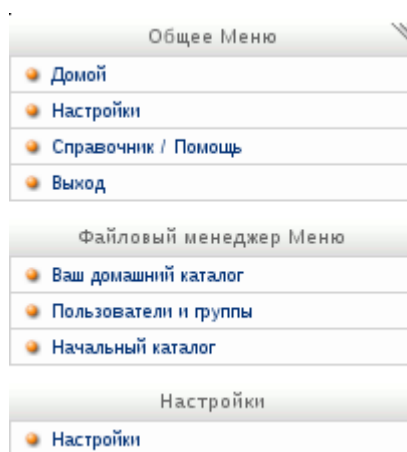 Общее Меню
Домой
Настройки
Справочник / Помощь
Выход
Файловый менеджер Меню
Ваш домашний каталог
Пользователи и группы
Начальный каталог
Настройки
Настройки